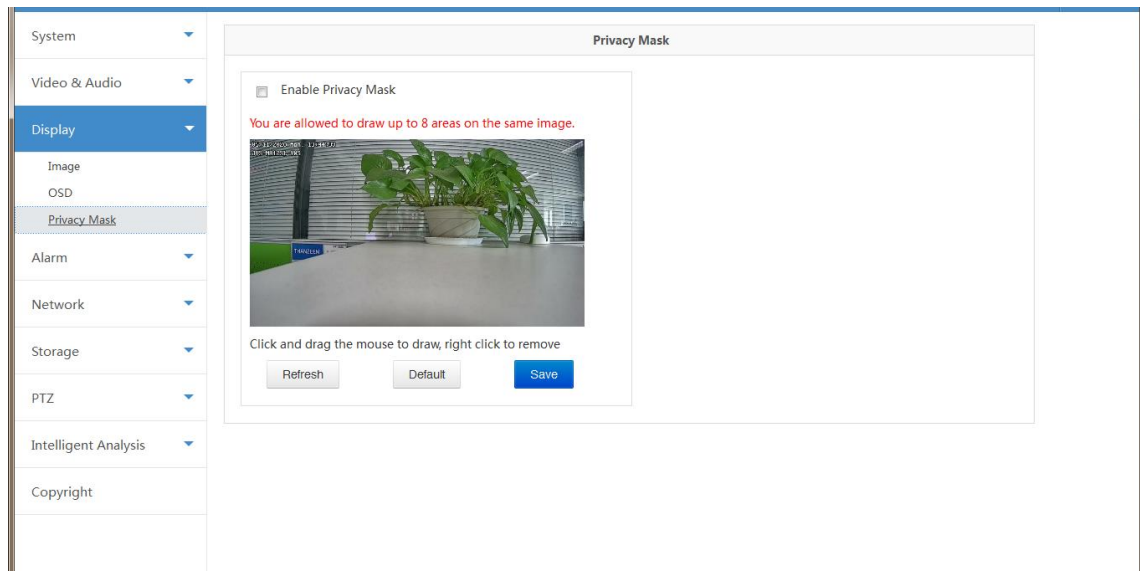 System
Video & Audio
Display
Image
OSD
Privacy Mask
Alarm
Network
Storage
PTZ
Intelligent Analysis
Copyright
Privacy Mask
Enable Privacy Mask
You are allowed to draw up to 8 areas on the same image.
Click and drag the mouse to draw, right click to remove
Refresh Default Save